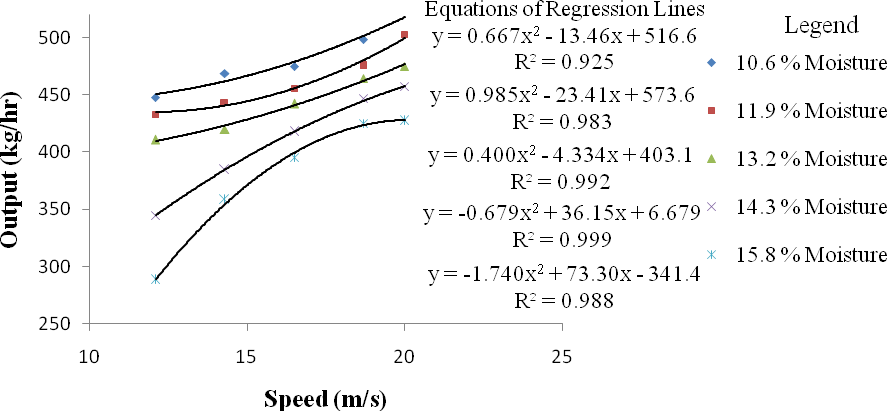 Equations of Regression Lines
y = 0.667x² - 13.46x + 516.6
R² = 0.925
y = 0.985x² - 23.41x + 573.6
R² = 0.983
y = 0.400x² - 4.334x + 403.1
R² = 0.992
y = -0.679x² + 36.15x + 6.679
R² = 0.999
y = -1.740x² + 73.30x - 341.4
R² = 0.988
Legend
10.6 % Moisture
11.9 % Moisture
13.2 % Moisture
14.3 % Moisture
15.8 % Moisture
Output (kg/hr)
500
450
400
350
300
250
10
15
20
25
Speed (m/s)